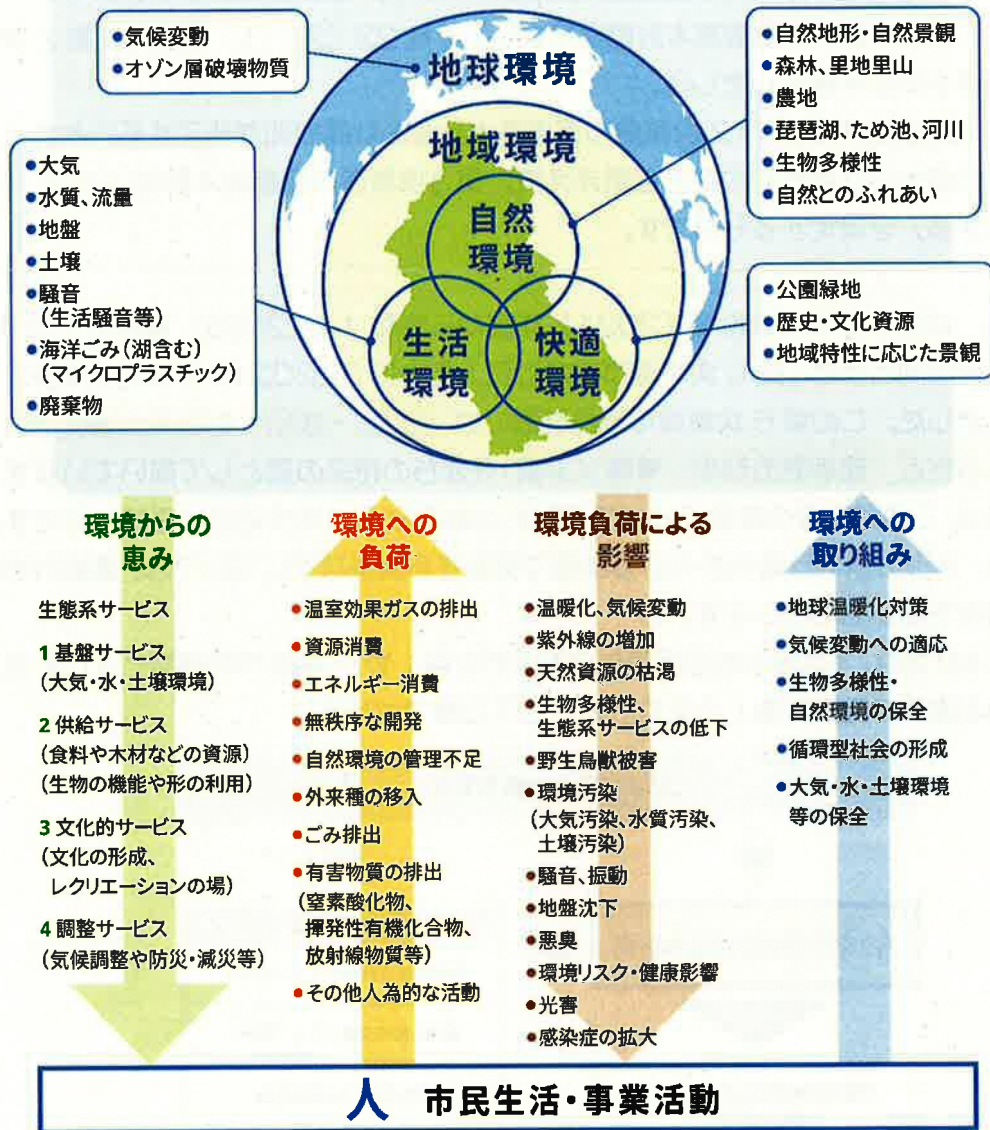 •気候変動
•オゾン層破壊物質
地球環境
•自然地形・自然景観
•森林、里地里山
•農地
•琵琶湖、ため池、河川
•生物多様性
•自然とのふれあい
•大気
•水質、流量
•地盤
•土壌
•騒音
(生活騒音等)
•海洋ごみ(湖含む)
(マイクロプラスチック)
•廃棄物
地域環境
自然
環境
生活
環境
快適
環境
•公園緑地
•歴史・文化資源
•地域特性に応じた景観
環境からの
恵み
生態系サービス
1 基盤サービス
(大気・水・土壌環境)
2 供給サービス
(食料や木材などの資源)
(生物の機能や形の利用)
3 文化的サービス
(文化の形成、
レクリエーションの場)
4 調整サービス
(気候調整や防災・減災等)
環境への
負荷
•温室効果ガスの排出
•資源消費
•エネルギー消費
•無秩序な開発
•自然環境の管理不足
•外来種の移入
•ごみ排出
•有害物質の排出
(窒素酸化物、
揮発性有機化合物、
放射線物質等)
•その他人為的な活動
環境負荷による
影響
•温暖化、気候変動
•紫外線の増加
•天然資源の枯渇
•生物多様性、
生態系サービスの低下
•野生鳥獣被害
•環境汚染
(大気汚染、水質汚染、
土壌汚染)
•騒音、振動
•地盤沈下
•悪臭
•環境リスク・健康影響
•光害
•感染症の拡大
環境への
取り組み
•地球温暖化対策
•気候変動への適応
•生物多様性・
自然環境の保全
•循環型社会の形成
•大気・水・土壌環境
等の保全
人 市民生活・事業活動